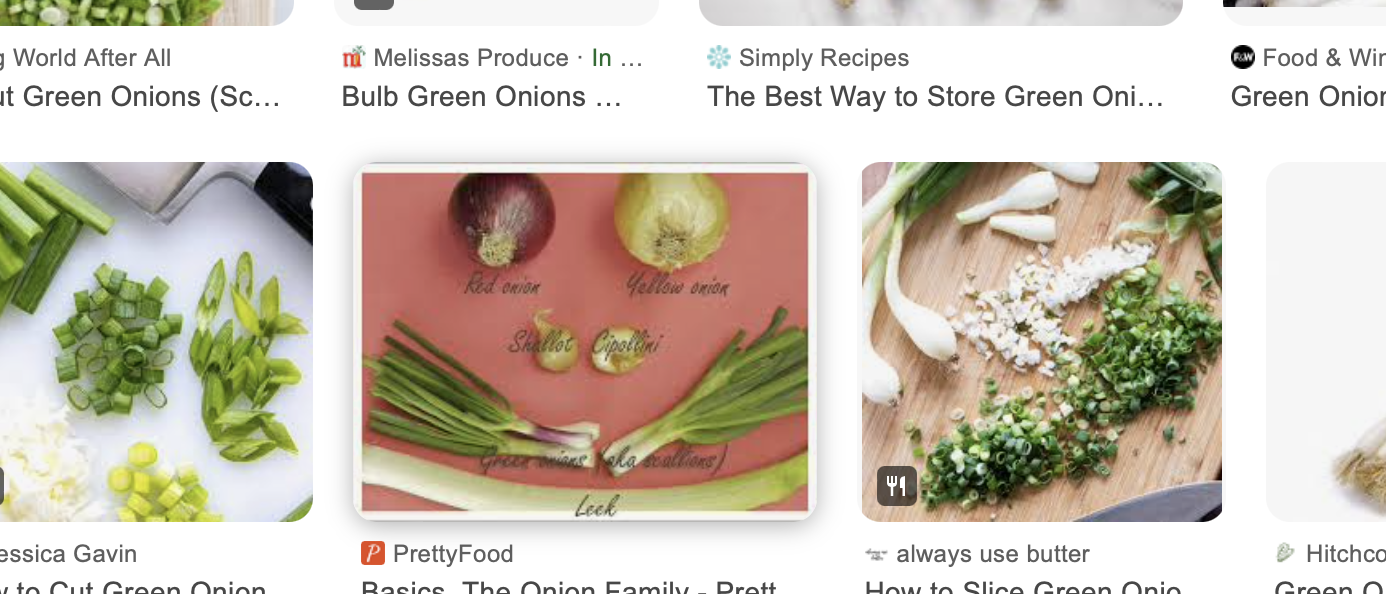 g World After All
Melissas Produce · In ...
Simply Recipes
Food & Wi
ut Green Onions (Sc...
Bulb Green Onions ...
The Best Way to Store Green Oni...
Green Onio
Red onion
Yellow onion
Shallot
Cipollini
Green onions (aka scallions)
Leek
essica Gavin
PrettyFood
always use butter
Hitchco
w to Cut Green Onion
Basics. The Onion Family - Prett
How to Slice Green Onio
Green O